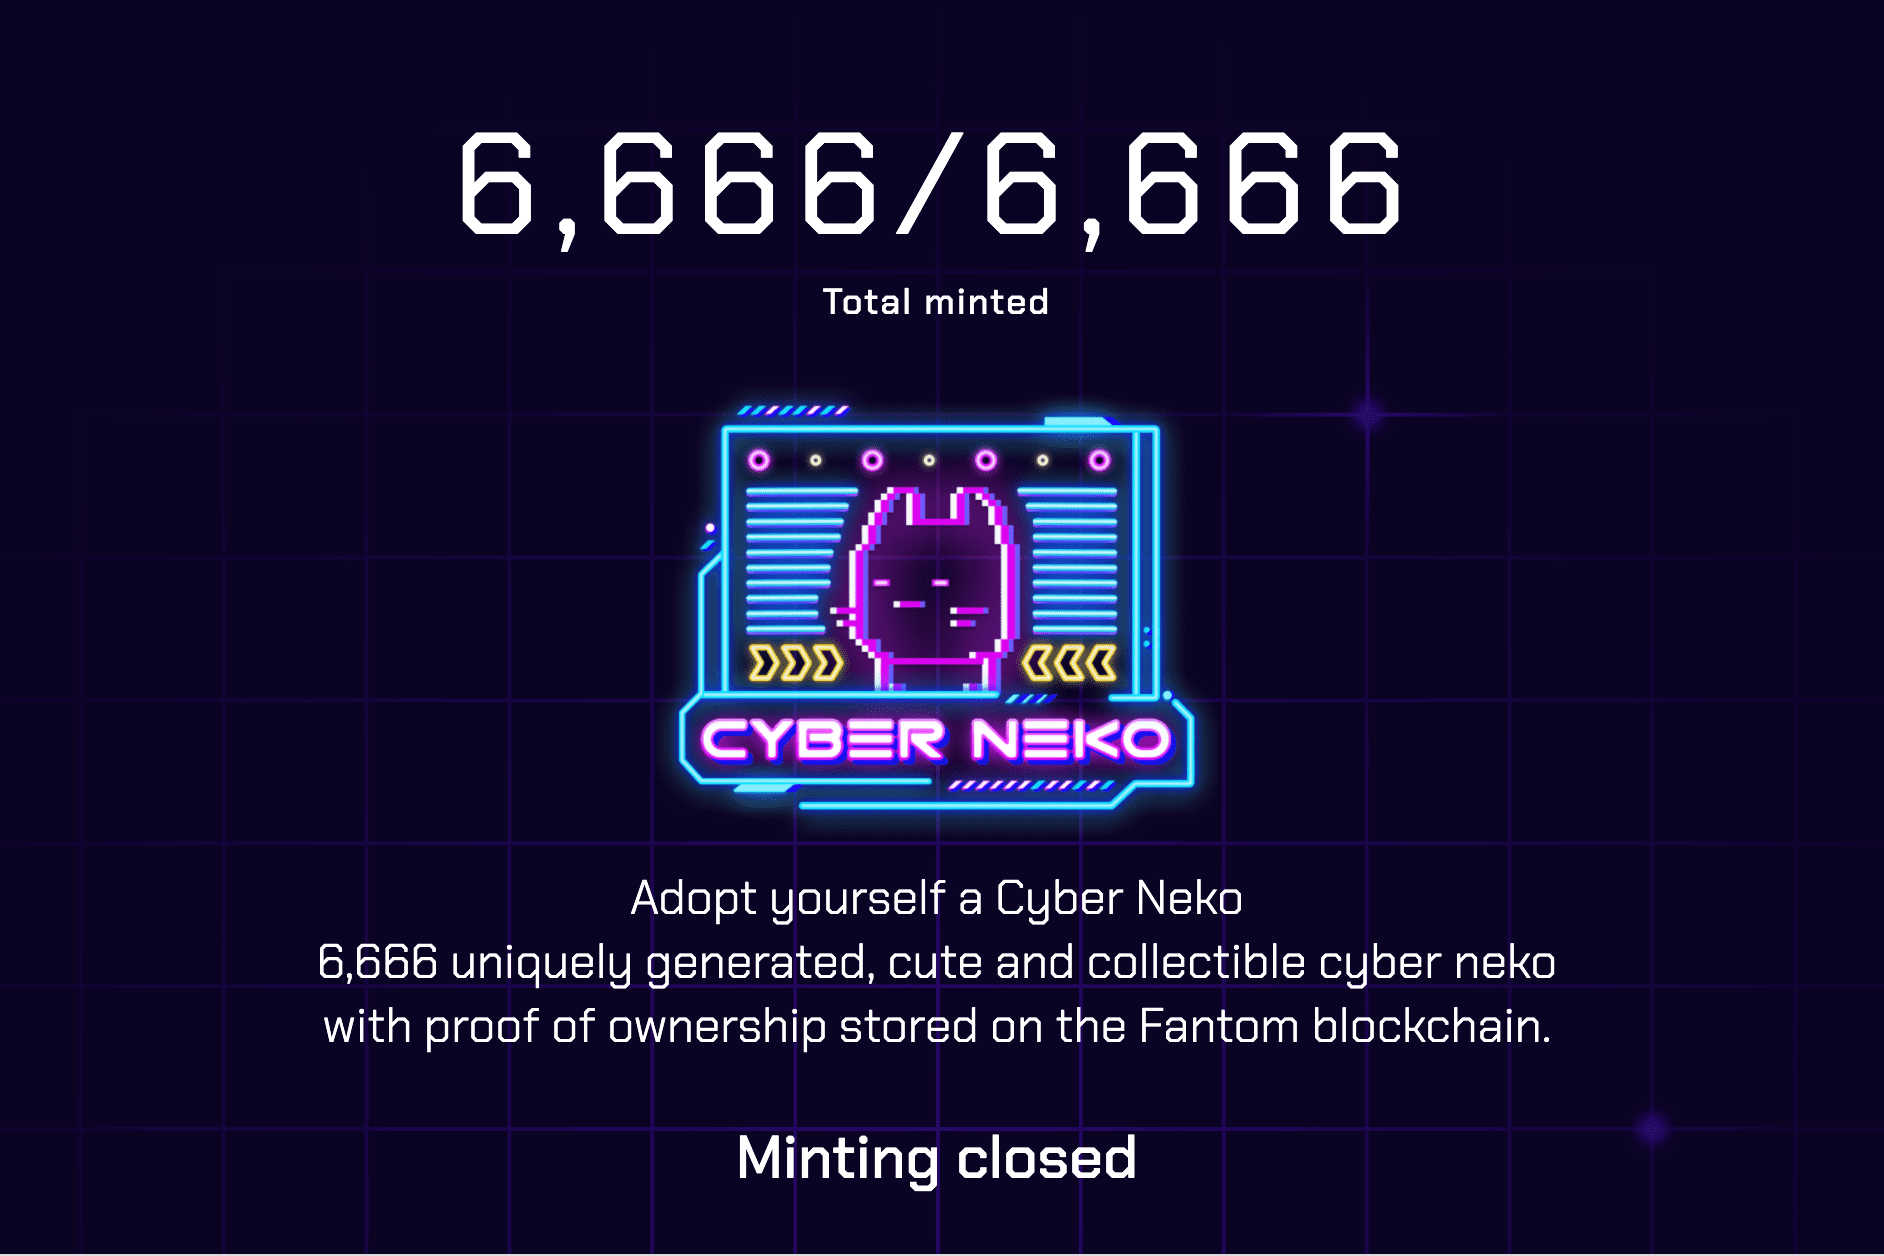 6,666/6,666
Total minted
CYBER NEKO
Adopt yourself a Cyber Neko
6,666 uniquely generated, cute and collectible cyber neko
with proof of ownership stored on the Fantom blockchain.
Minting closed